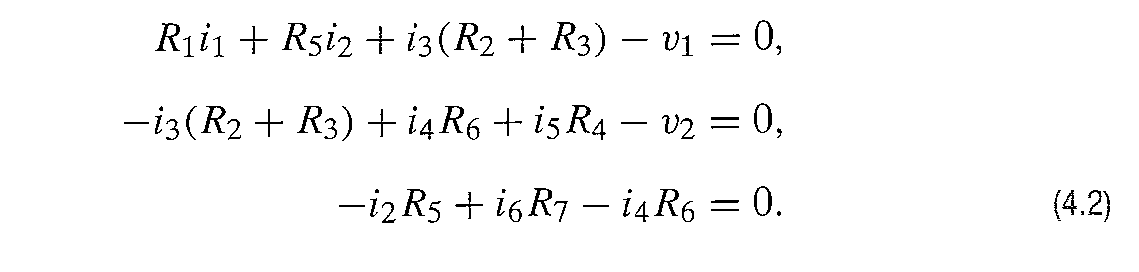 R₁i₁ + R₅i₂ + i₃(R₂ + R₃) − v₁ = 0,
−i₃(R₂ + R₃) + i₄R₆ + i₅R₄ − v₂ = 0,
−i₂R₅ + i₆R₇ − i₄R₆ = 0. (4.2)